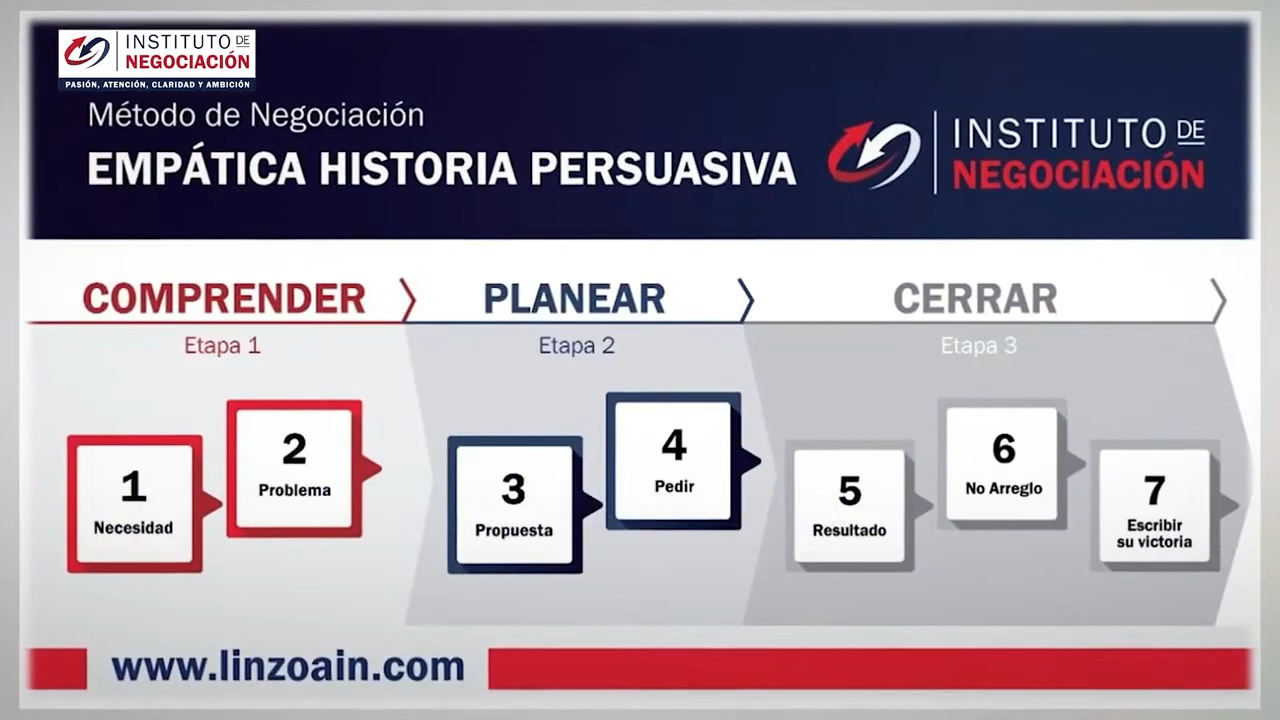 INSTITUTO DE
NEGOCIACIÓN
PASIÓN, ATENCIÓN, CLARIDAD Y AMBICIÓN
Método de Negociación
EMPÁTICA HISTORIA PERSUASIVA
INSTITUTO DE
NEGOCIACIÓN
COMPRENDER
PLANEAR
CERRAR
Etapa 1
Etapa 2
Etapa 3
1
Necesidad
2
Problema
3
Propuesta
4
Pedir
5
Resultado
6
No Arreglo
7
Escribir
su victoria
www.linzoain.com